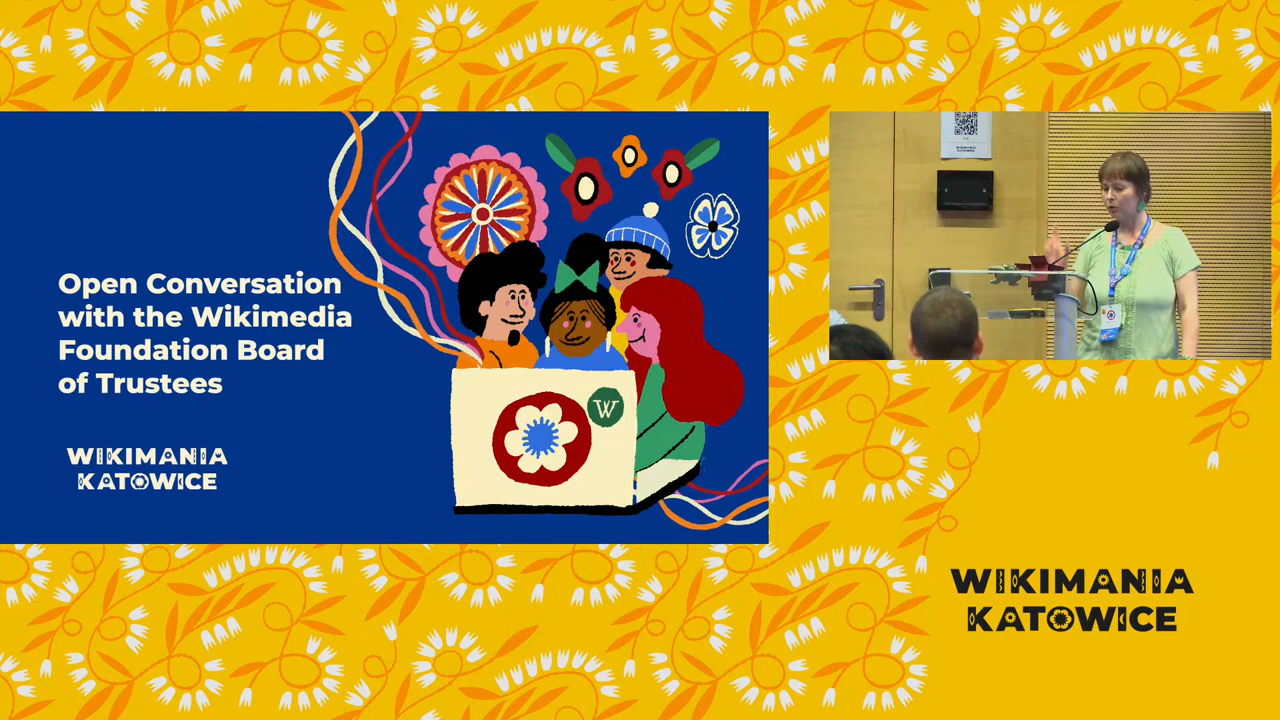 Open Conversation
with the Wikimedia
Foundation Board
of Trustees
WIKIMANIA
KATOWICE
W
WIKIMANIA
KATOWICE